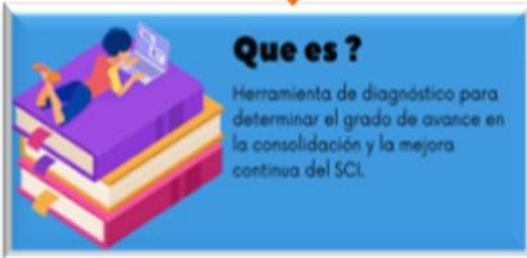 Que es ?
Herramienta de diagnóstico para
determinar el grado de avance en
la consolidación y la mejora
continua del SCI.